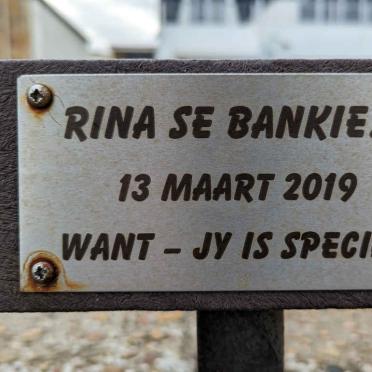 RINA SE BANKIE
13 MAART 2019
WANT – JY IS SPECI